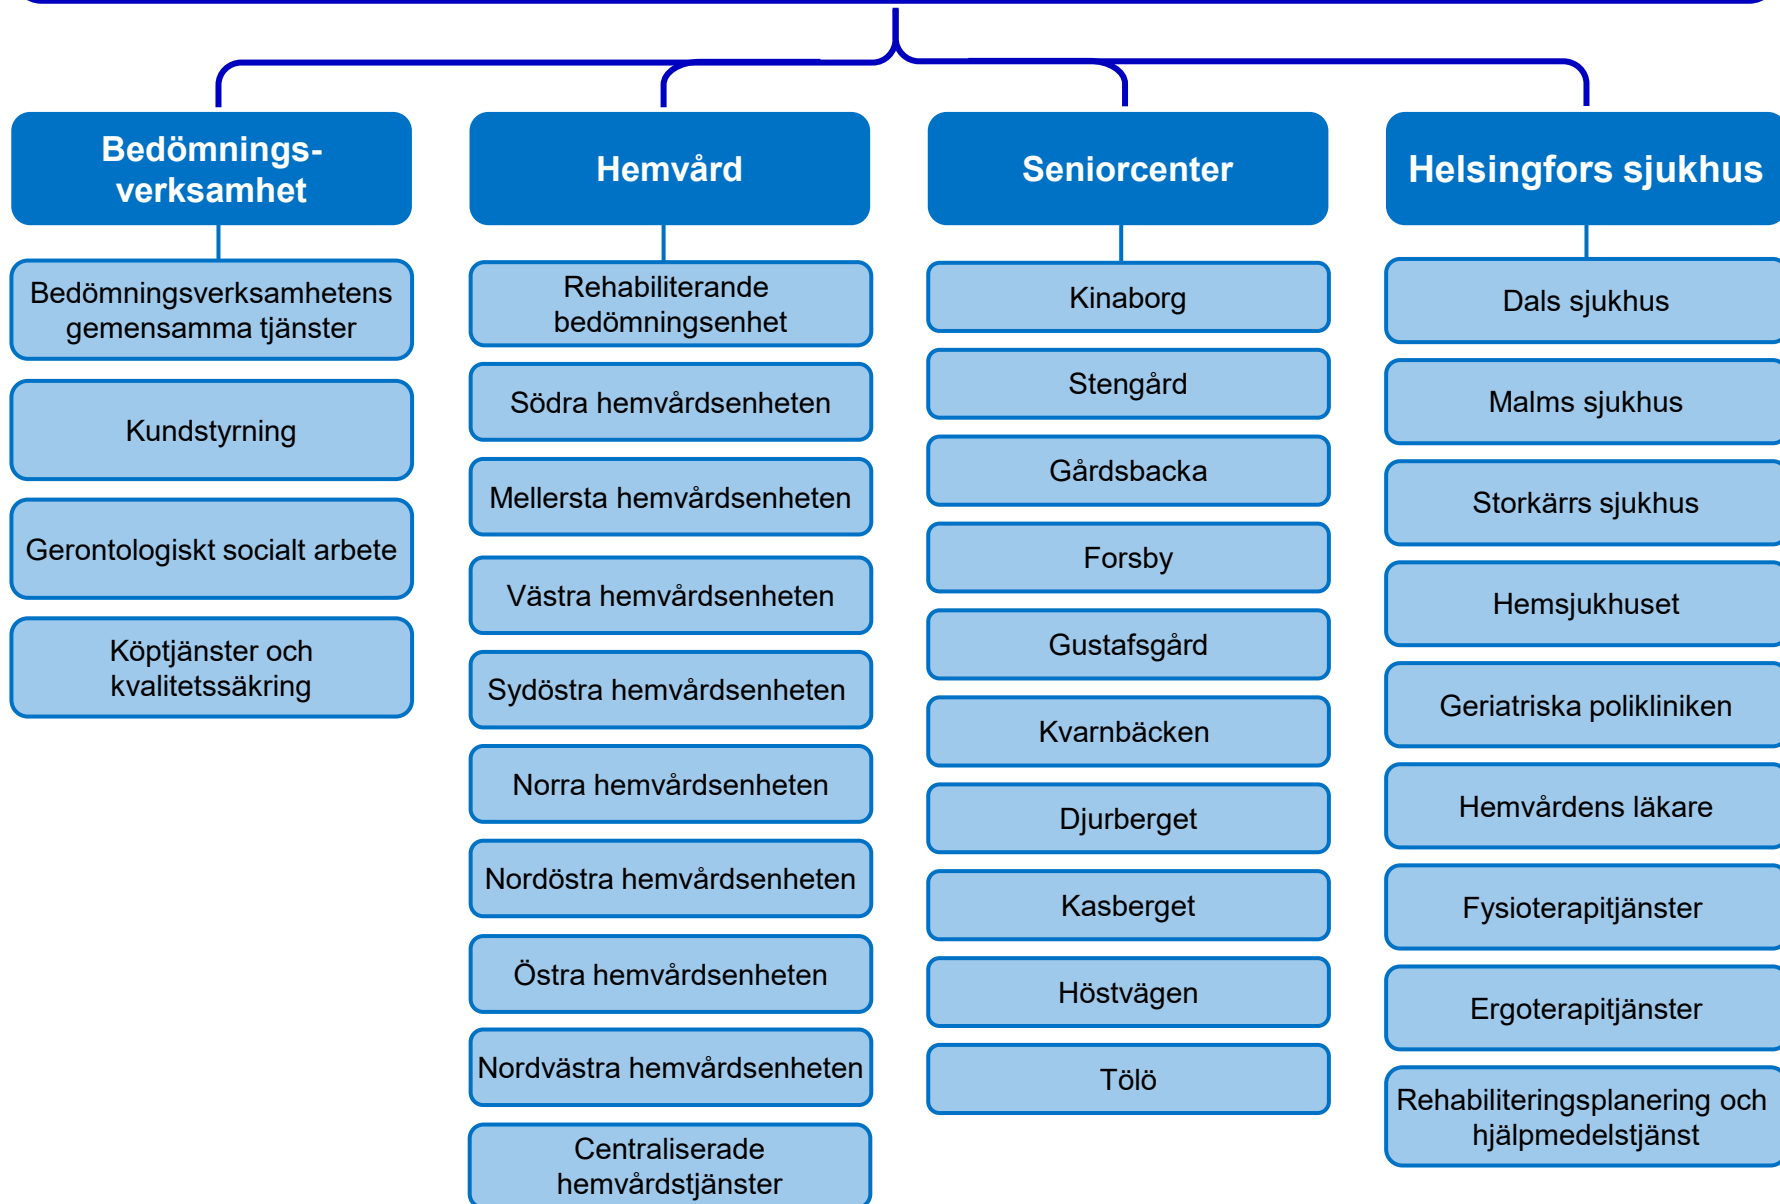 Bedömnings-
verksamhet
Bedömningsverksamhetens
gemensamma tjänster
Kundstyrning
Gerontologiskt socialt arbete
Köptjänster och
kvalitetssäkring
Hemvård
Rehabiliterande
bedömningsenhet
Södra hemvårdsenheten
Mellersta hemvårdsenheten
Västra hemvårdsenheten
Sydöstra hemvårdsenheten
Norra hemvårdsenheten
Nordöstra hemvårdsenheten
Östra hemvårdsenheten
Nordvästra hemvårdsenheten
Centraliserade
hemvårdstjänster
Seniorcenter
Kinaborg
Stengård
Gårdsbacka
Forsby
Gustafsgård
Kvarnbäcken
Djurberget
Kasberget
Höstvägen
Tölö
Helsingfors sjukhus
Dals sjukhus
Malms sjukhus
Storkärrs sjukhus
Hemsjukhuset
Geriatriska polikliniken
Hemvårdens läkare
Fysioterapitjänster
Ergoterapitjänster
Rehabiliteringsplanering och
hjälpmedelstjänst